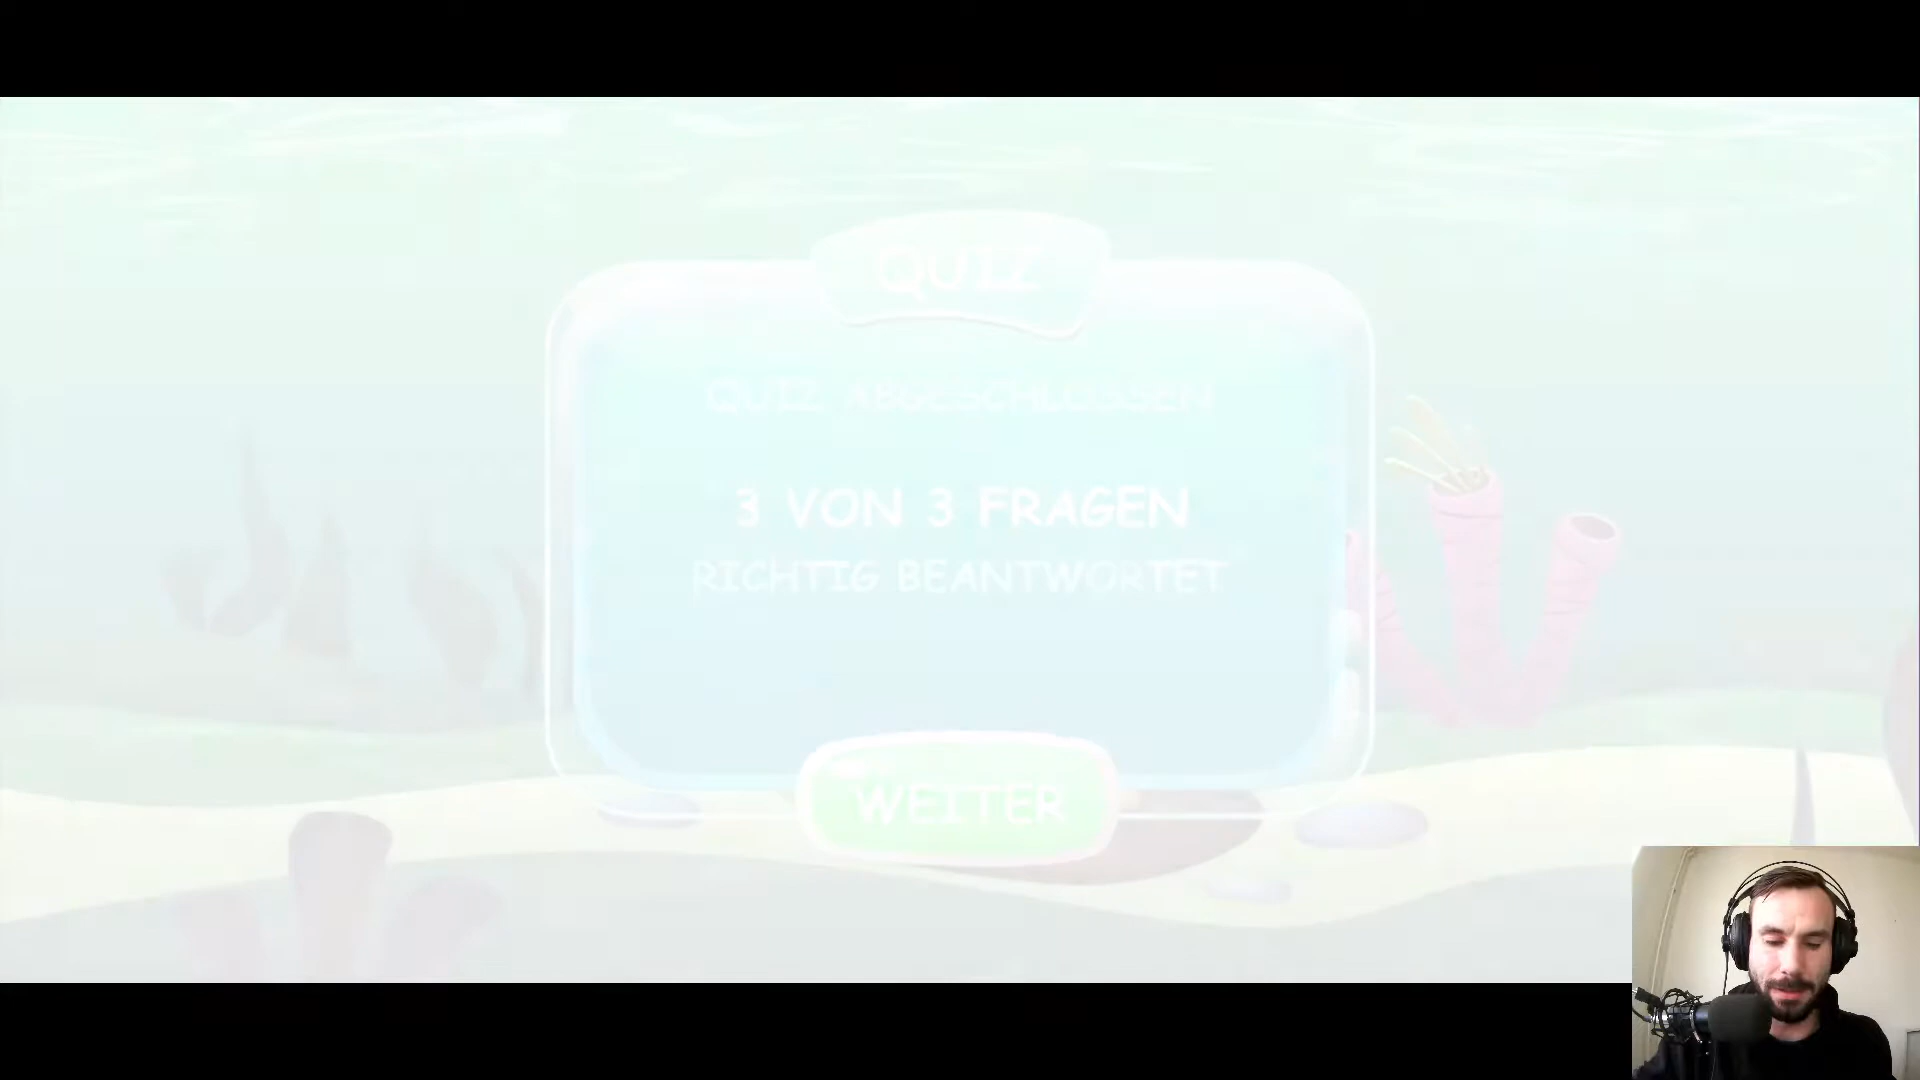 QUIZ
QUIZ ABGESCHLOSSEN
3 VON 3 FRAGEN
RICHTIG BEANTWORTET
WEITER